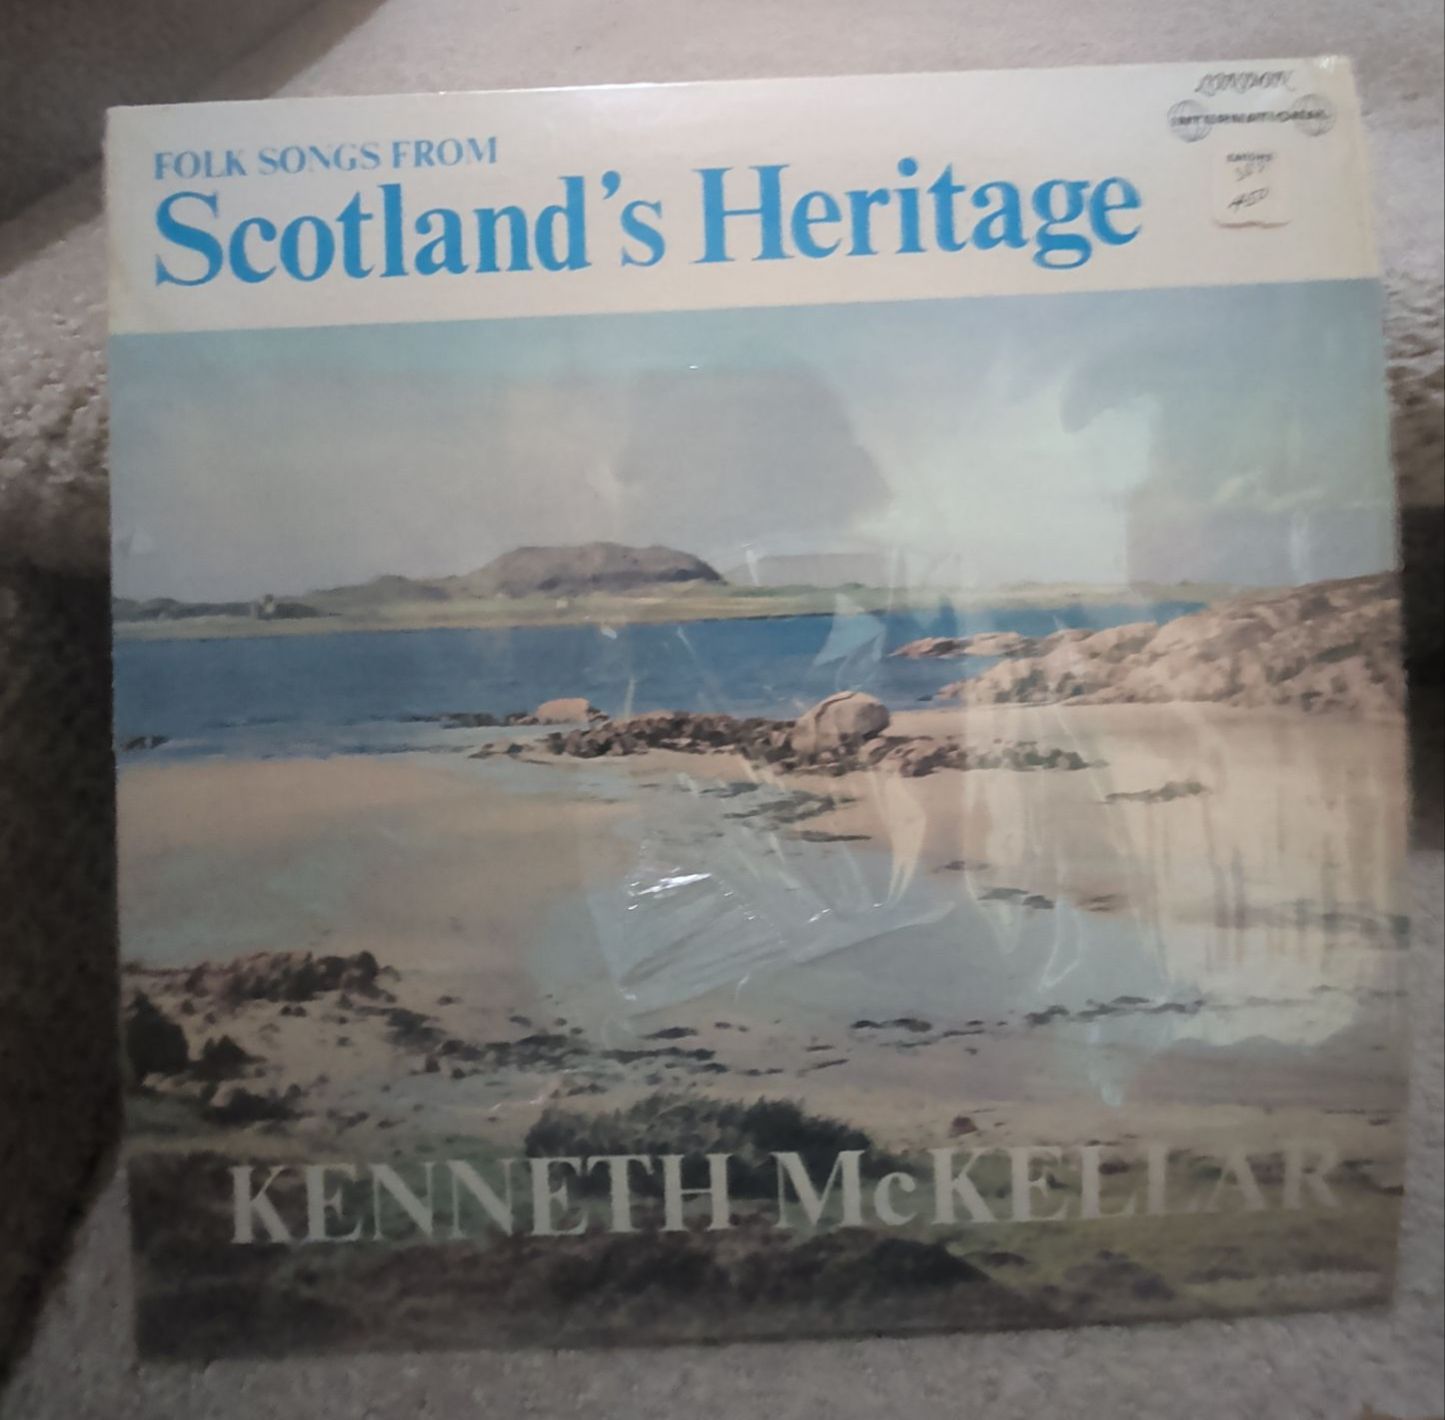 LONDON
INTERNATIONAL
FOLK SONGS FROM
Scotland's Heritage
KENNETH McKELLAR